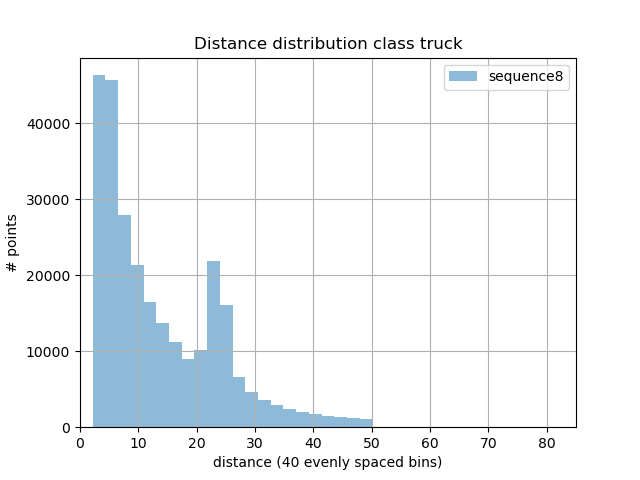 Distance distribution class truck
sequence8
# points
40000
30000
20000
10000
0
0 10 20 30 40 50 60 70 80
distance (40 evenly spaced bins)